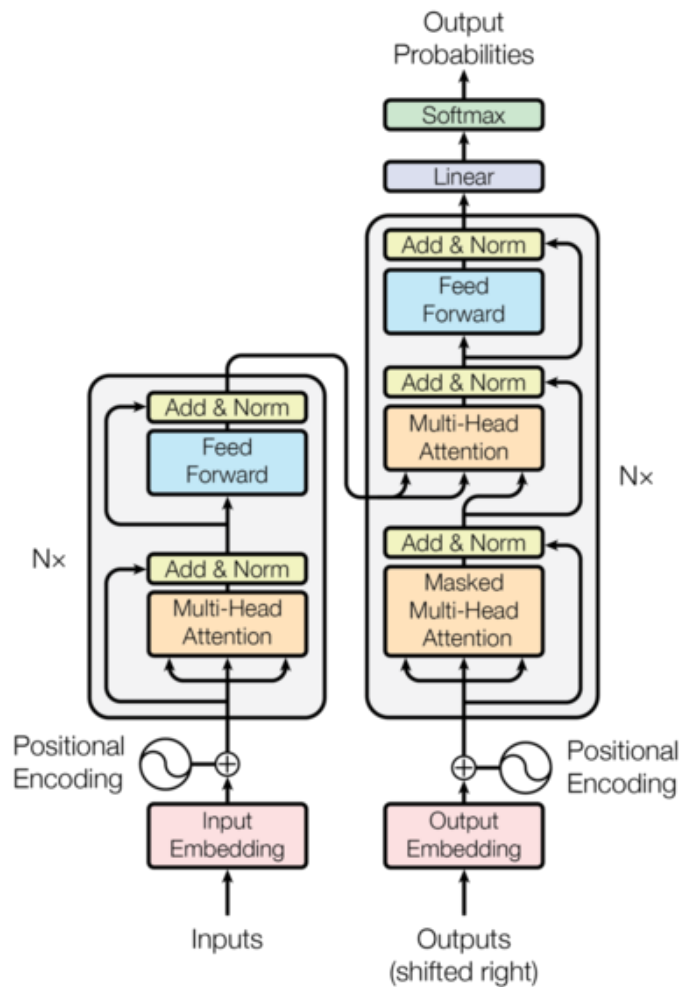 Output
Probabilities
Softmax
Linear
Add & Norm
Feed
Forward
Add & Norm
Multi-Head
Attention
Add & Norm
Masked
Multi-Head
Attention
Nx
Positional
Encoding
Output
Embedding
Outputs
(shifted right)
Add & Norm
Feed
Forward
Add & Norm
Multi-Head
Attention
Nx
Positional
Encoding
Input
Embedding
Inputs